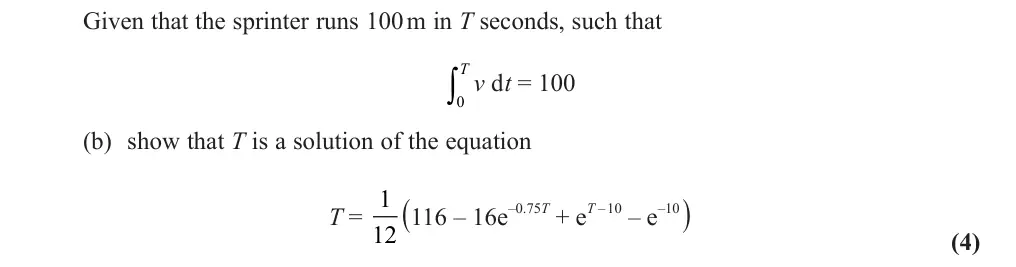 Given that the sprinter runs 100 m in T seconds, such that
∫₀ᵀ v dt = 100
(b) show that T is a solution of the equation
T = 1/12 (116 – 16e^(–0.75T) + e^(T–10) – e^(–10))
(4)